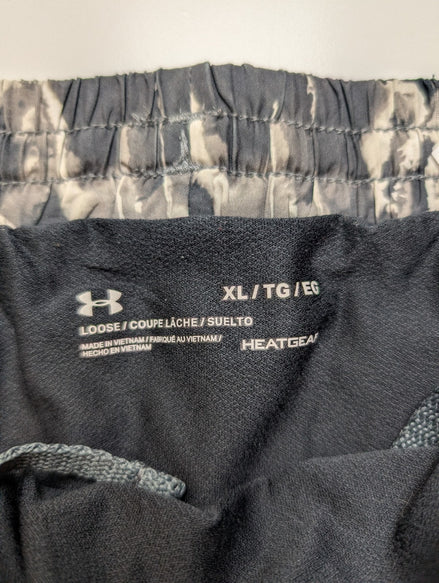 XL / TG / EG
LOOSE / COUPE LÂCHE / SUELTO
MADE IN VIETNAM / FABRIQUÉ AU VIETNAM /
HECHO EN VIETNAM
HEATGEAR